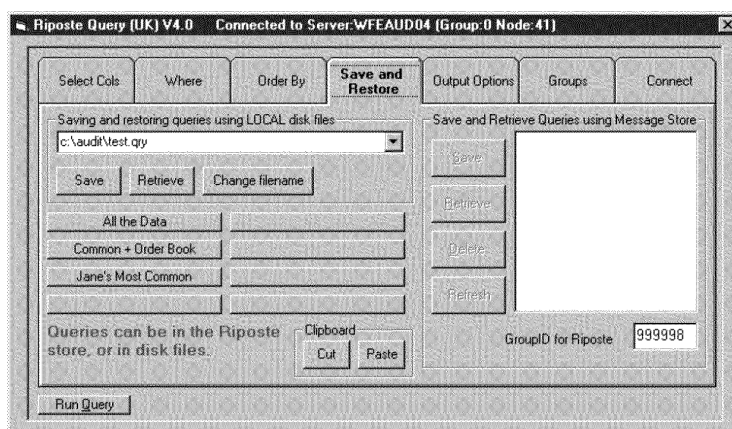 Riposte Query (UK) V4.0 Connected to Server:WFEAUD04 (Group:0 Node:41)
Select Cols Where Order By Save and Restore Output Options Groups Connect
Saving and restoring queries using LOCAL disk files
c:\audit\test.qry
Save Retrieve Change filename
All the Data
Common + Order Book
Jane's Most Common
Queries can be in the Riposte store, or in disk files.
Clipboard
Cut Paste
Save and Retrieve Queries using Message Store
Save
Retrieve
Delete
Refresh
GroupID for Riposte 999998
Run Query